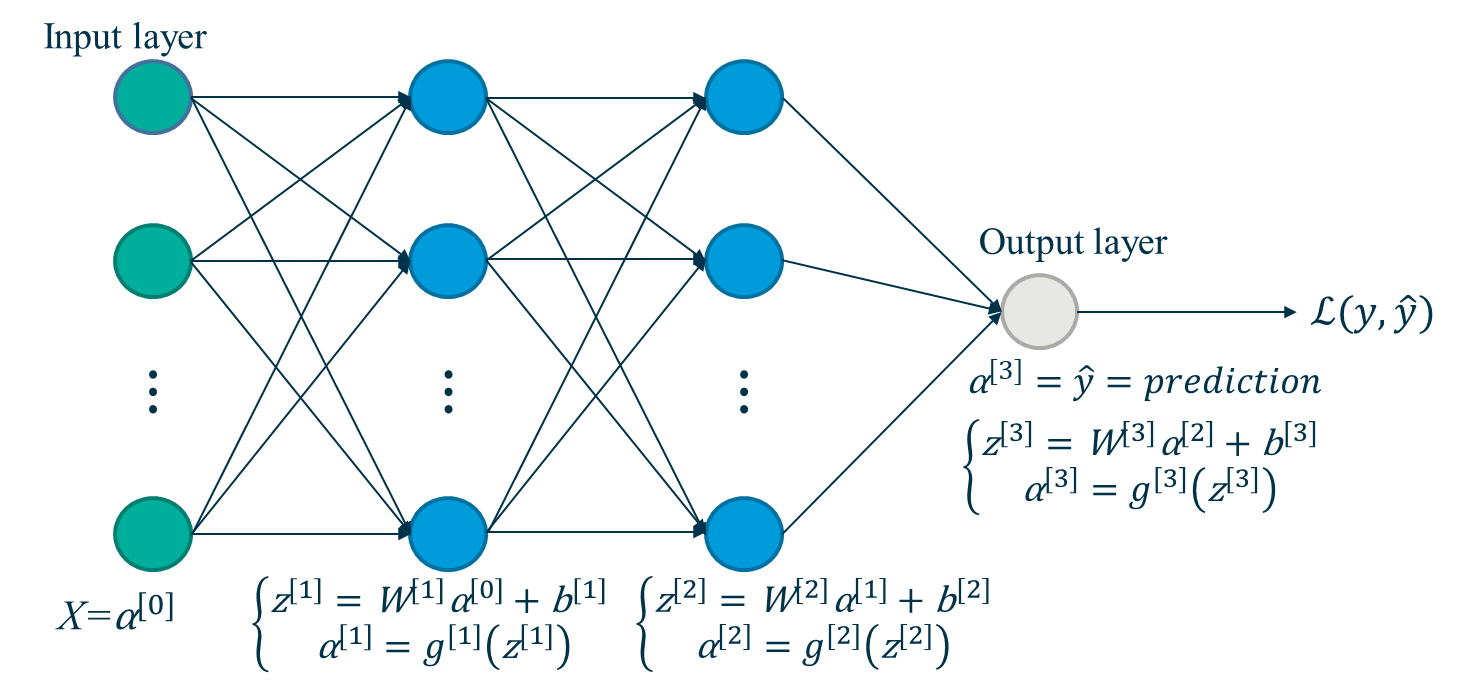 Input layer
Output layer
ℒ(y, ŷ)
a^[3] = ŷ = prediction
z^[3] = W^[3] a^[2] + b^[3]
a^[3] = g^[3](z^[3])
X=a^[0]
z^[1] = W^[1] a^[0] + b^[1]
a^[1] = g^[1](z^[1])
z^[2] = W^[2] a^[1] + b^[2]
a^[2] = g^[2](z^[2])